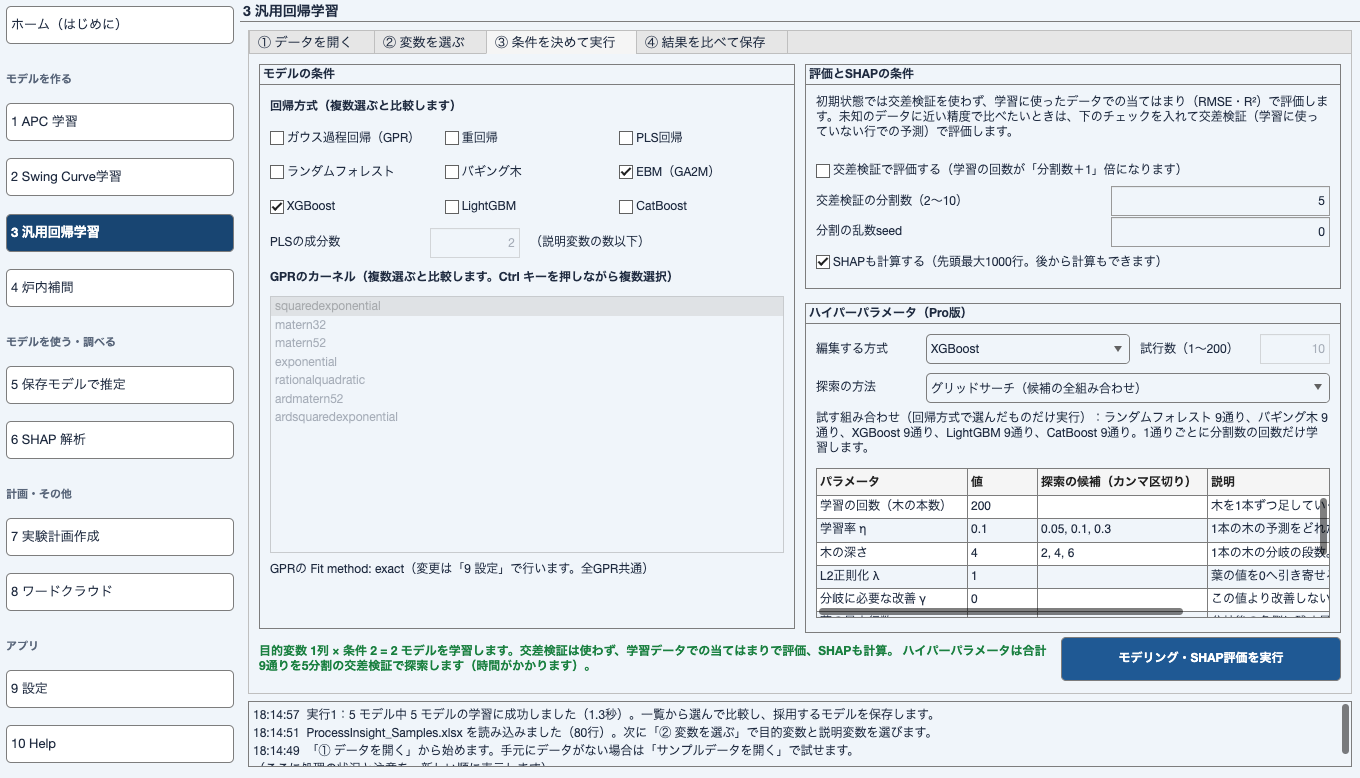 ホーム（はじめに）
モデルを作る
1 APC 学習
2 Swing Curve学習
3 汎用回帰学習
4 炉内補間
モデルを使う・調べる
5 保存モデルで推定
6 SHAP 解析
計画・その他
7 実験計画作成
8 ワードクラウド
アプリ
9 設定
10 Help
3 汎用回帰学習
① データを開く
② 変数を選ぶ
③ 条件を決めて実行
④ 結果を比べて保存
モデルの条件
回帰方式（複数選ぶと比較します）
ガウス過程回帰（GPR） 重回帰 PLS回帰
ランダムフォレスト バギング木 EBM（GA2M）
XGBoost LightGBM CatBoost
PLSの成分数 2 （説明変数の数以下）
GPRのカーネル（複数選ぶと比較します。Ctrl キーを押しながら複数選択）
squaredexponential
matern32
matern52
exponential
rationalquadratic
ardmatern52
ardsquaredexponential
GPRの Fit method: exact（変更は「9 設定」で行います。全GPR共通）
評価とSHAPの条件
初期状態では交差検証を使わず、学習に使ったデータでの当てはまり（RMSE・R²）で評価しま
す。未知のデータに近い精度で比べたいときは、下のチェックを入れて交差検証（学習に使っ
ていない行での予測）で評価します。
交差検証で評価する（学習の回数が「分割数＋1」倍になります）
交差検証の分割数（2〜10） 5
分割の乱数seed 0
SHAPも計算する（先頭最大1000行。後から計算もできます）
ハイパーパラメータ（Pro版）
編集する方式 XGBoost 試行数（1〜200） 10
探索の方法 グリッドサーチ（候補の全組み合わせ）
試す組み合わせ（回帰方式で選んだものだけ実行）：ランダムフォレスト 9通り、バギング木 9
通り、XGBoost 9通り、LightGBM 9通り、CatBoost 9通り。1通りごとに分割数の回数だけ学
習します。
パラメータ 値 探索の候補（カンマ区切り） 説明
学習の回数（木の本数） 200 木を1本ずつ足してい
学習率 η 0.1 0.05, 0.1, 0.3 1本の木の予測をどれ
木の深さ 4 2, 4, 6 1本の木の分岐の段数。
L2正則化 λ 1 葉の値を0へ引き寄せ
分岐に必要な改善 γ 0 この値より改善しない
目的変数 1列 × 条件 2 = 2 モデルを学習します。交差検証は使わず、学習データでの当てはまりで評価、SHAPも計算。 ハイパーパラメータは合計
9通りを5分割の交差検証で探索します（時間がかかります）。
モデリング・SHAP評価を実行
18:14:57 実行1：5 モデル中 5 モデルの学習に成功しました（1.3秒）。一覧から選んで比較し、採用するモデルを保存します。
18:14:51 ProcessInsight_Samples.xlsx を読み込みました（80行）。次に「② 変数を選ぶ」で目的変数と説明変数を選びます。
18:14:49 「① データを開く」から始めます。手元にデータがない場合は「サンプルデータを開く」で試せます。